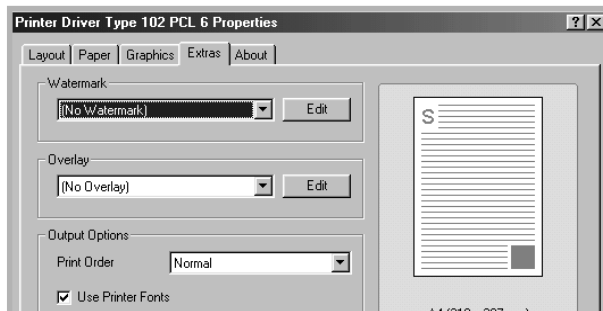 Printer Driver Type 102 PCL 6 Properties
Layout Paper Graphics Extras About
Watermark
(No Watermark) Edit
S
Overlay
(No Overlay) Edit
Output Options
Print Order Normal
Use Printer Fonts